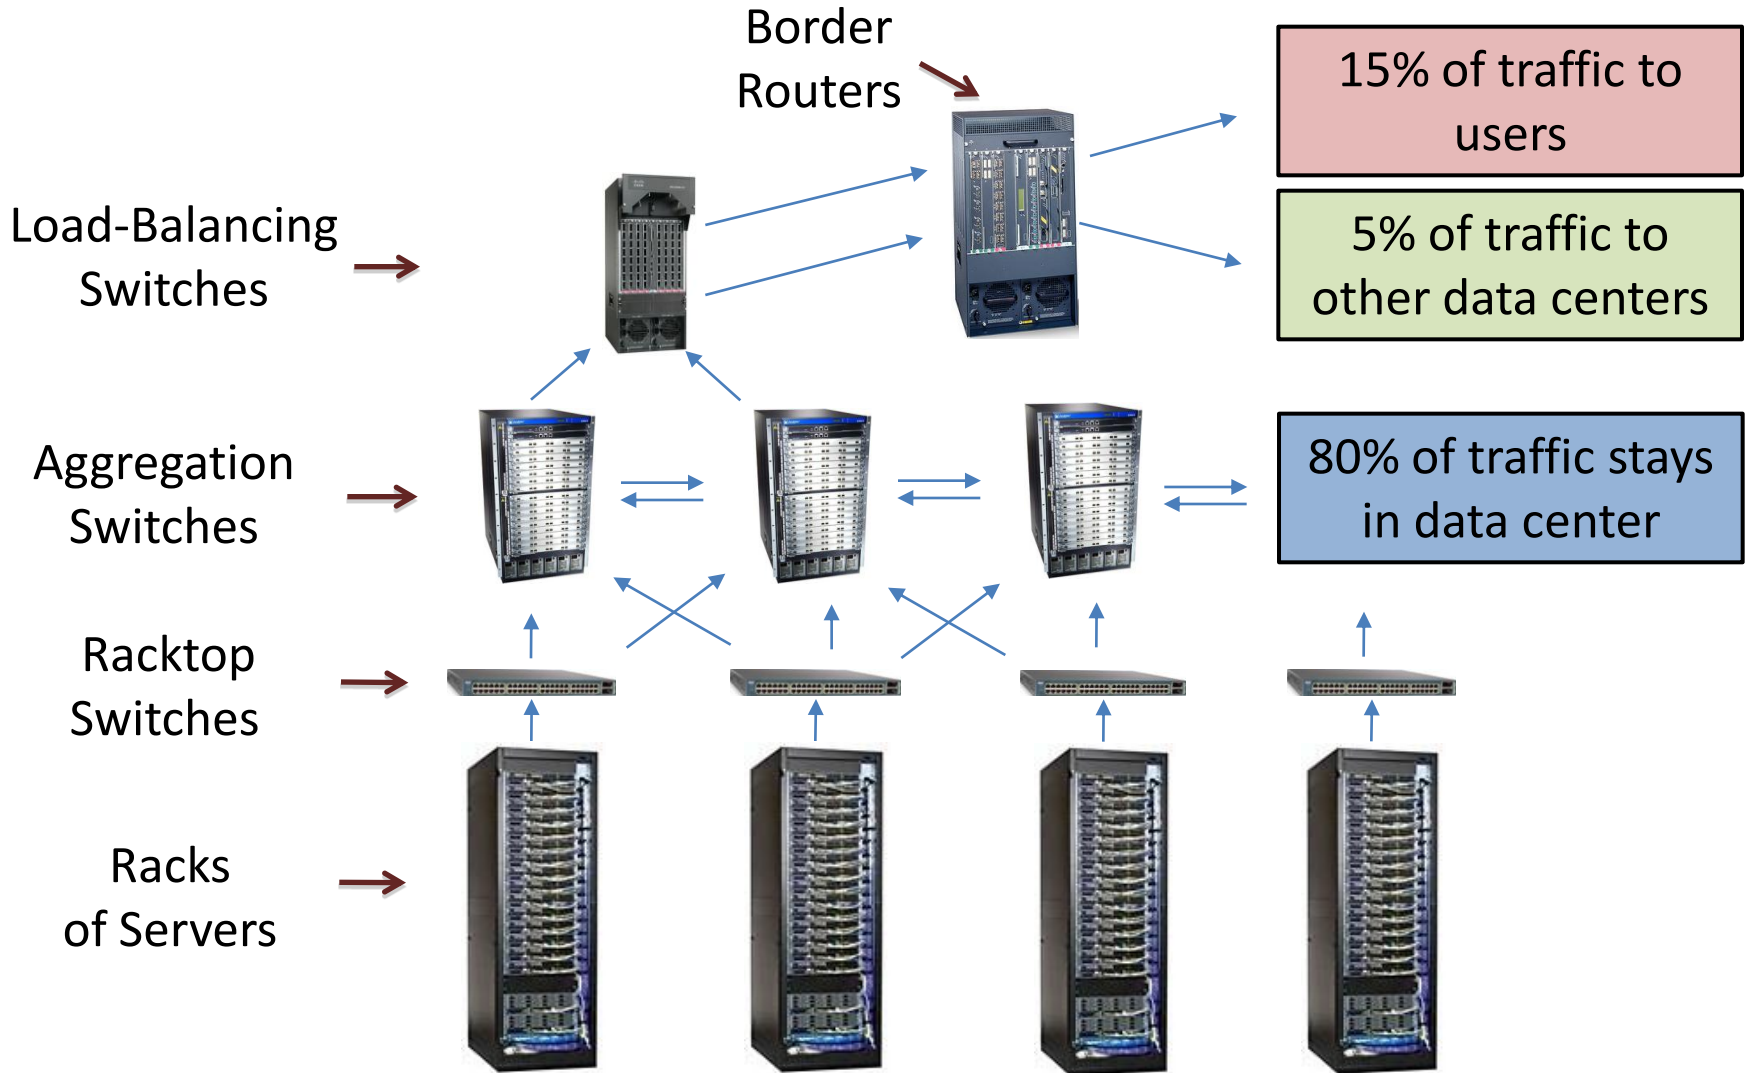 Border
Routers
15% of traffic to
users
Load-Balancing
Switches
5% of traffic to
other data centers
Aggregation
Switches
80% of traffic stays
in data center
Racktop
Switches
Racks
of Servers